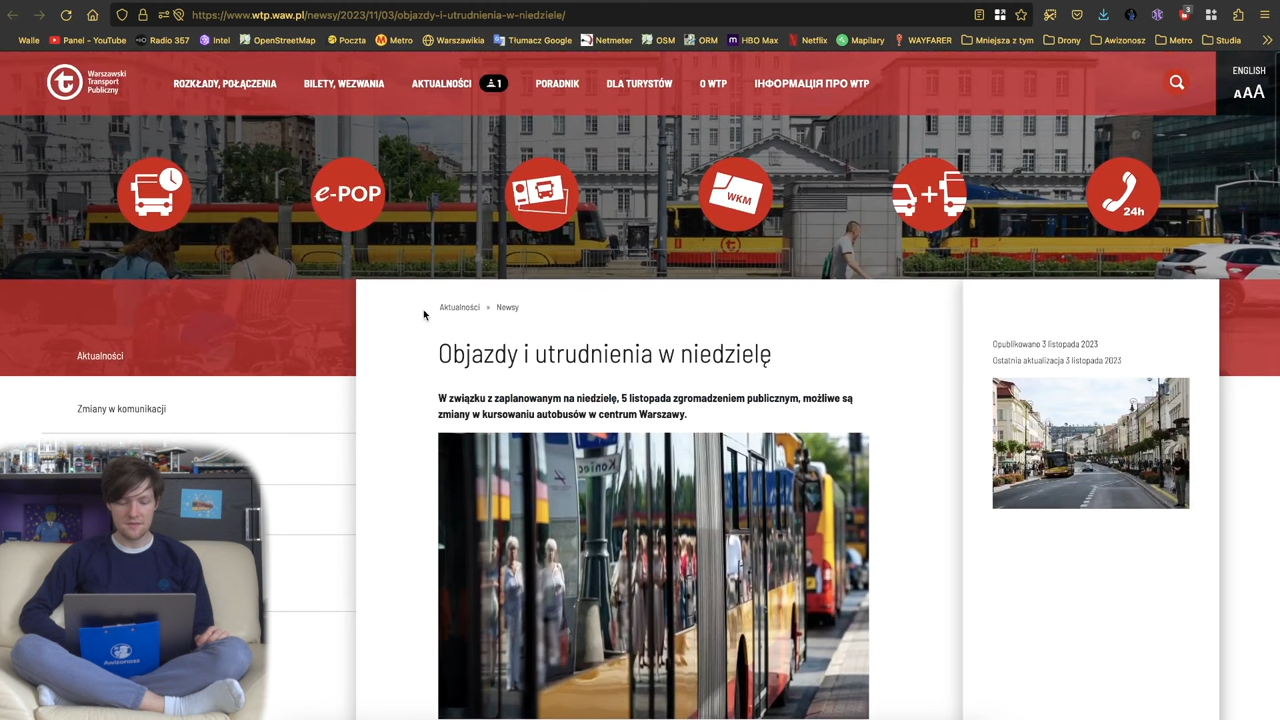 https://www.wtp.waw.pl/newsy/2023/11/03/objazdy-i-utrudnienia-w-niedziele/
3
Walle
Panel - YouTube
Radio 357
Intel
OpenStreetMap
Poczta
Metro
Warszawikia
Tłumacz Google
Netmeter
OSM
ORM
HBO Max
Netflix
Mapilary
WAYFARER
Mniejsza z tym
Drony
Awizonosz
Metro
Studia
Warszawski
Transport
Publiczny
ROZKŁADY, POŁĄCZENIA
BILETY, WEZWANIA
AKTUALNOŚCI
1
PORADNIK
DLA TURYSTÓW
O WTP
ІНФОРМАЦІЯ ПРО WTP
ENGLISH
AAA
e-POP
WKM
24h
Aktualności » Newsy
Objazdy i utrudnienia w niedzielę
W związku z zaplanowanym na niedzielę, 5 listopada zgromadzeniem publicznym, możliwe są
zmiany w kursowaniu autobusów w centrum Warszawy.
Aktualności
Zmiany w komunikacji
Opublikowano 3 listopada 2023
Ostatnia aktualizacja 3 listopada 2023
Awizonosz